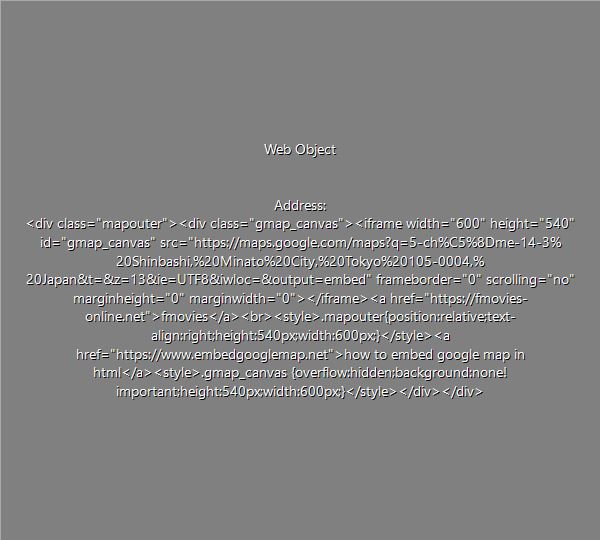 Web Object
Address:
<div class="mapouter"><div class="gmap_canvas"><iframe width="600" height="540"
id="gmap_canvas" src="https://maps.google.com/maps?q=5-ch%C5%8Dme-14-3%
20Shinbashi,%20Minato%20City,%20Tokyo%20105-0004,%
20Japan&t=&z=13&ie=UTF8&iwloc=&output=embed" frameborder="0" scrolling="no"
marginheight="0" marginwidth="0"></iframe><a href="https://fmovies-
online.net">fmovies</a><br><style>.mapouter{position:relative;text-
align:right;height:540px;width:600px;}</style><a
href="https://www.embedgooglemap.net">how to embed google map in
html</a><style>.gmap_canvas {overflow:hidden;background:none!
important;height:540px;width:600px;}</style></div></div>